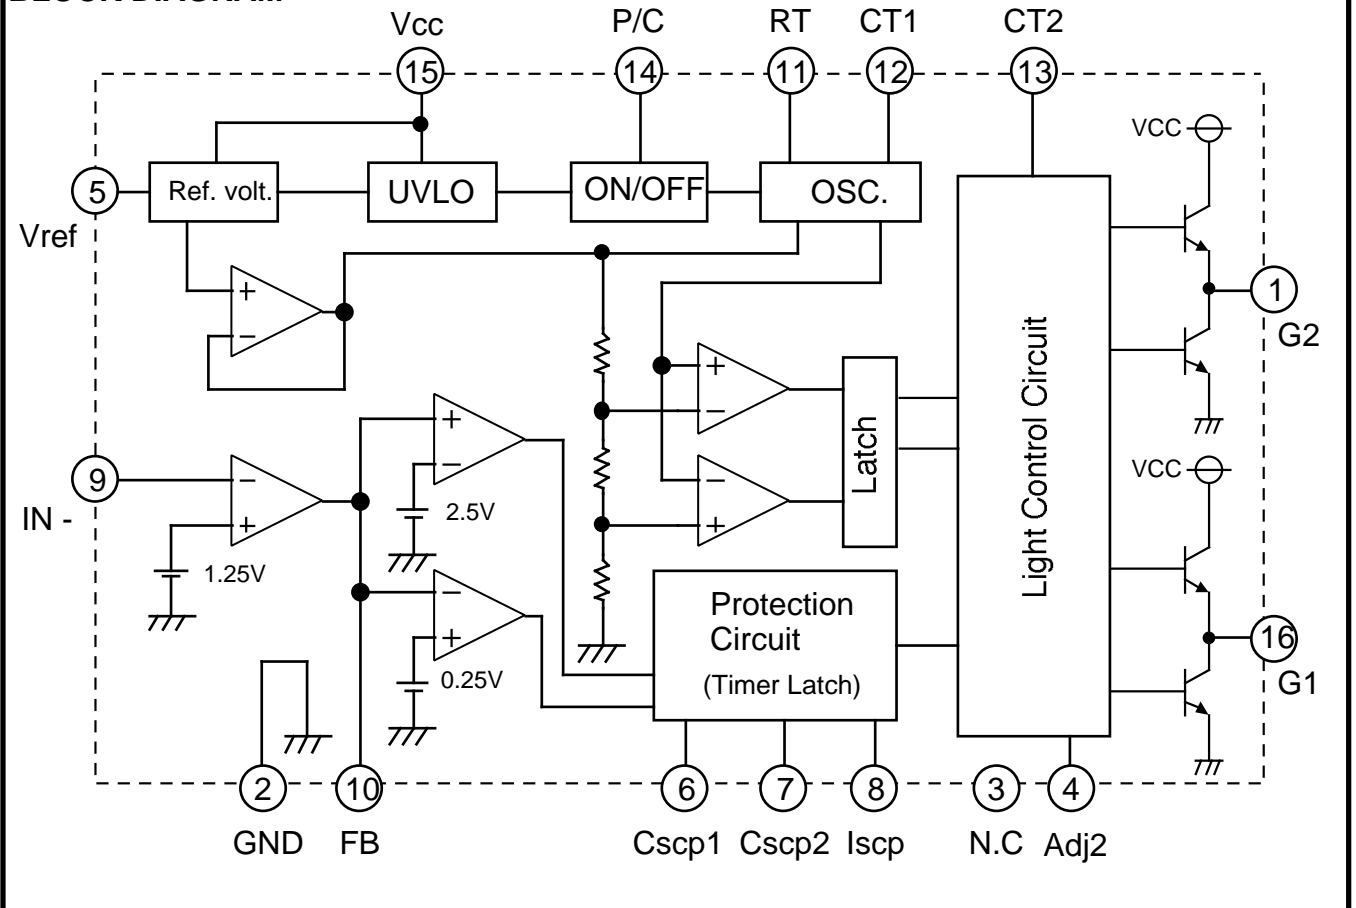 BLOCK DIAGRAM
Vcc P/C RT CT1 CT2
15 14 11 12 13
VCC
5 Ref. volt. UVLO ON/OFF OSC.
Vref
+
−
1
G2
+
−
Latch
Light Control Circuit
+
−
−
+
VCC
9
IN -
−
+
2.5V
1.25V
−
+
0.25V
Protection
Circuit
(Timer Latch)
16
G1
2 10 6 7 8 3 4
GND FB Cscp1 Cscp2 Iscp N.C Adj2